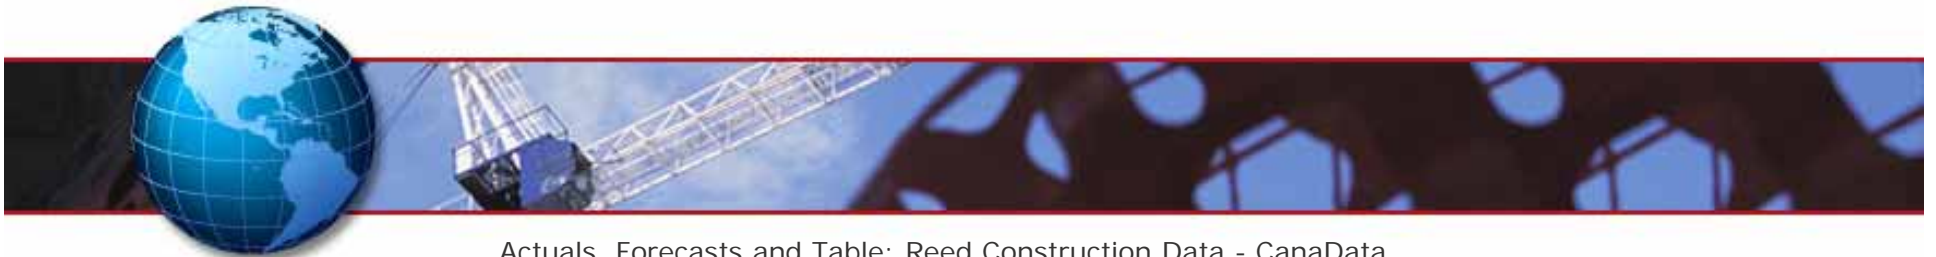 Actuals, Forecasts and Table: Reed Construction Data - CanaData